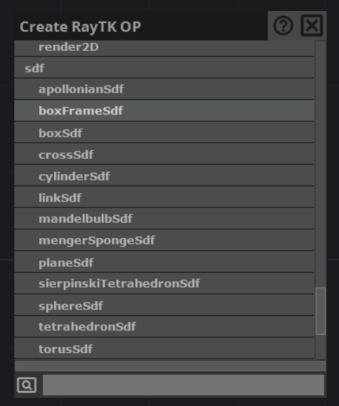 Create RayTK OP
render2D
sdf
apollonianSdf
boxFrameSdf
boxSdf
crossSdf
cylinderSdf
linkSdf
mandelbulbSdf
mengerSpongeSdf
planeSdf
sierpinskiTetrahedronSdf
sphereSdf
tetrahedronSdf
torusSdf